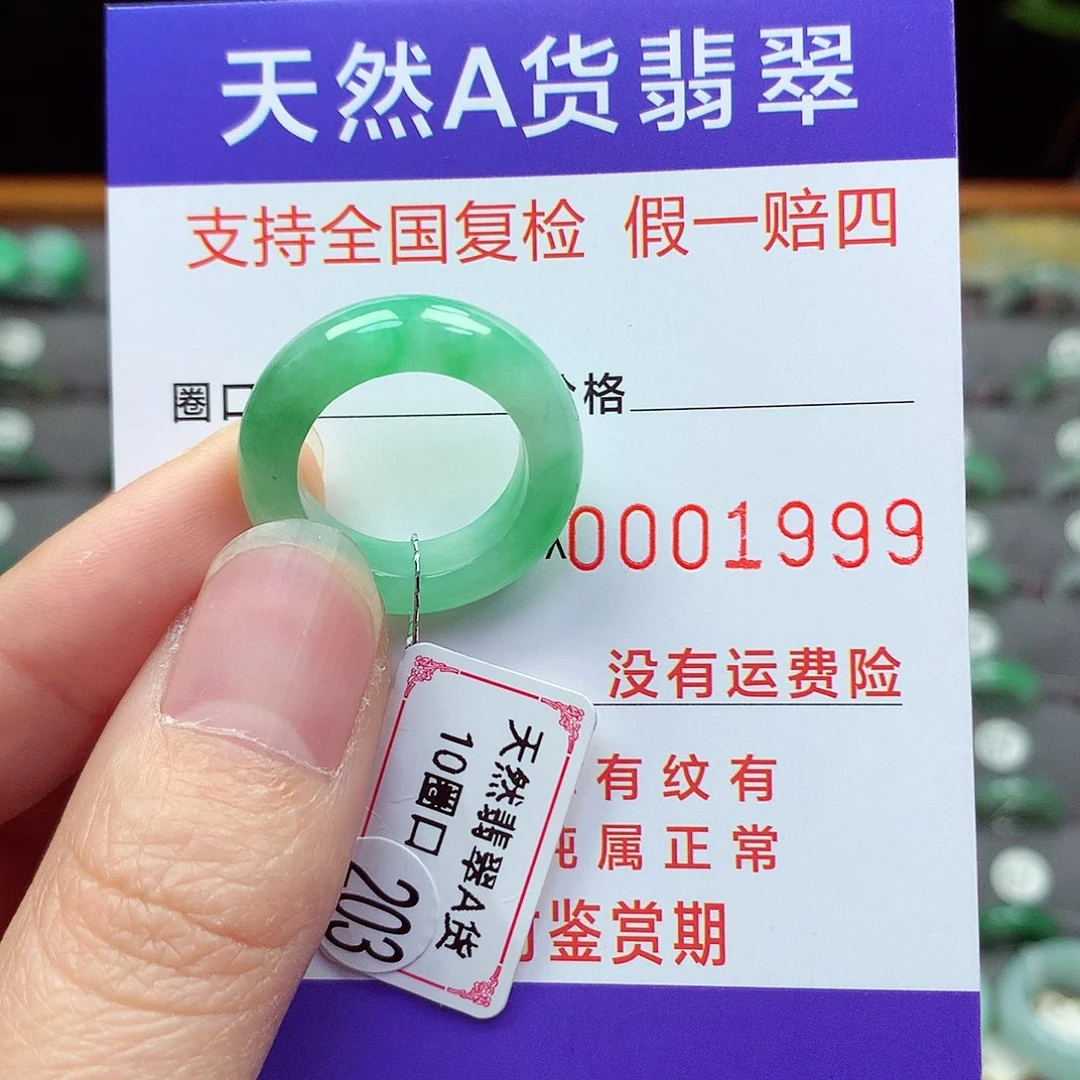 天然A货翡翠
支持全国复检 假一赔四
圈口 格
0001999
没有运费险
有纹有
纯属正常
鉴赏期
天然翡翠A货
10圈口
203